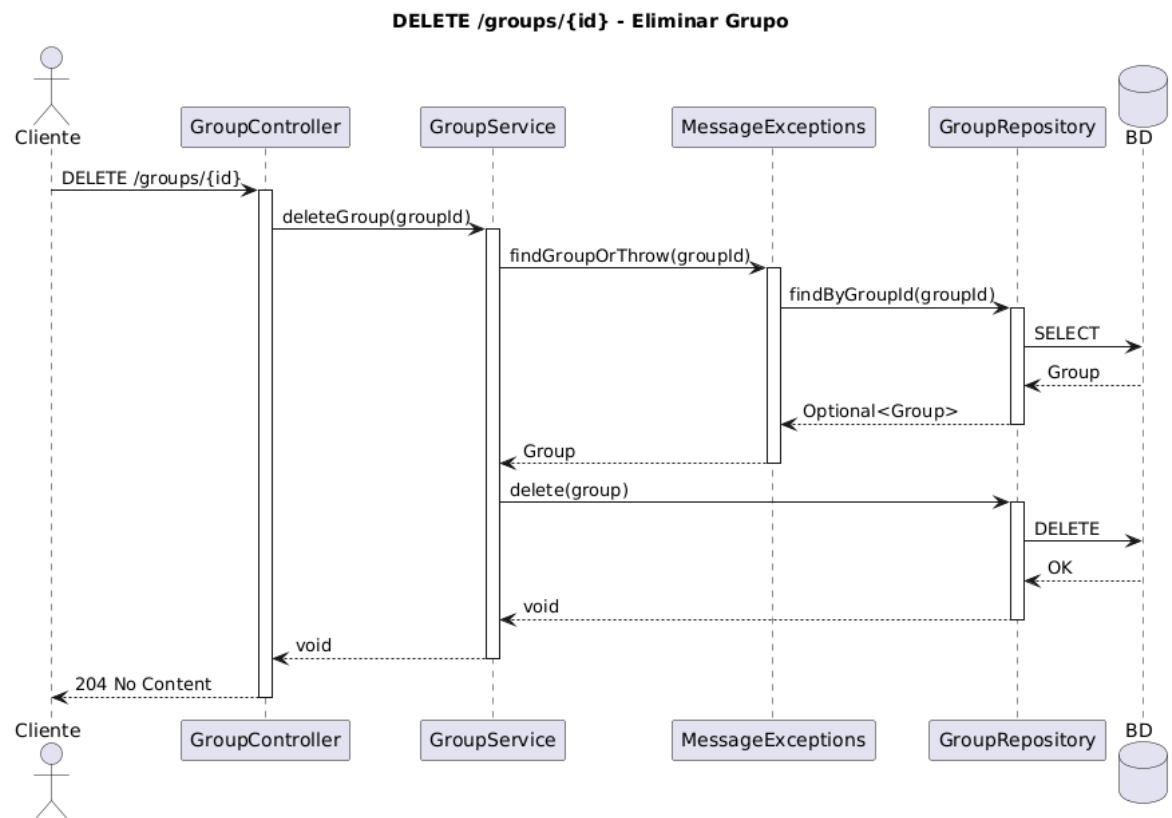 DELETE /groups/{id} - Eliminar Grupo
Cliente
GroupController
GroupService
MessageExceptions
GroupRepository
BD
DELETE /groups/{id}
deleteGroup(groupId)
findGroupOrThrow(groupId)
findByGroupId(groupId)
SELECT
Group
Optional<Group>
Group
delete(group)
DELETE
OK
void
void
204 No Content
Cliente
GroupController
GroupService
MessageExceptions
GroupRepository
BD